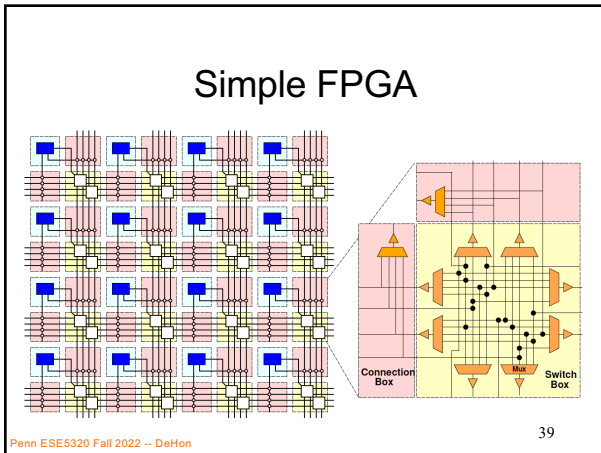 Simple FPGA
Connection
Box
Mux
Switch
Box
Penn ESE5320 Fall 2022 -- DeHon
39